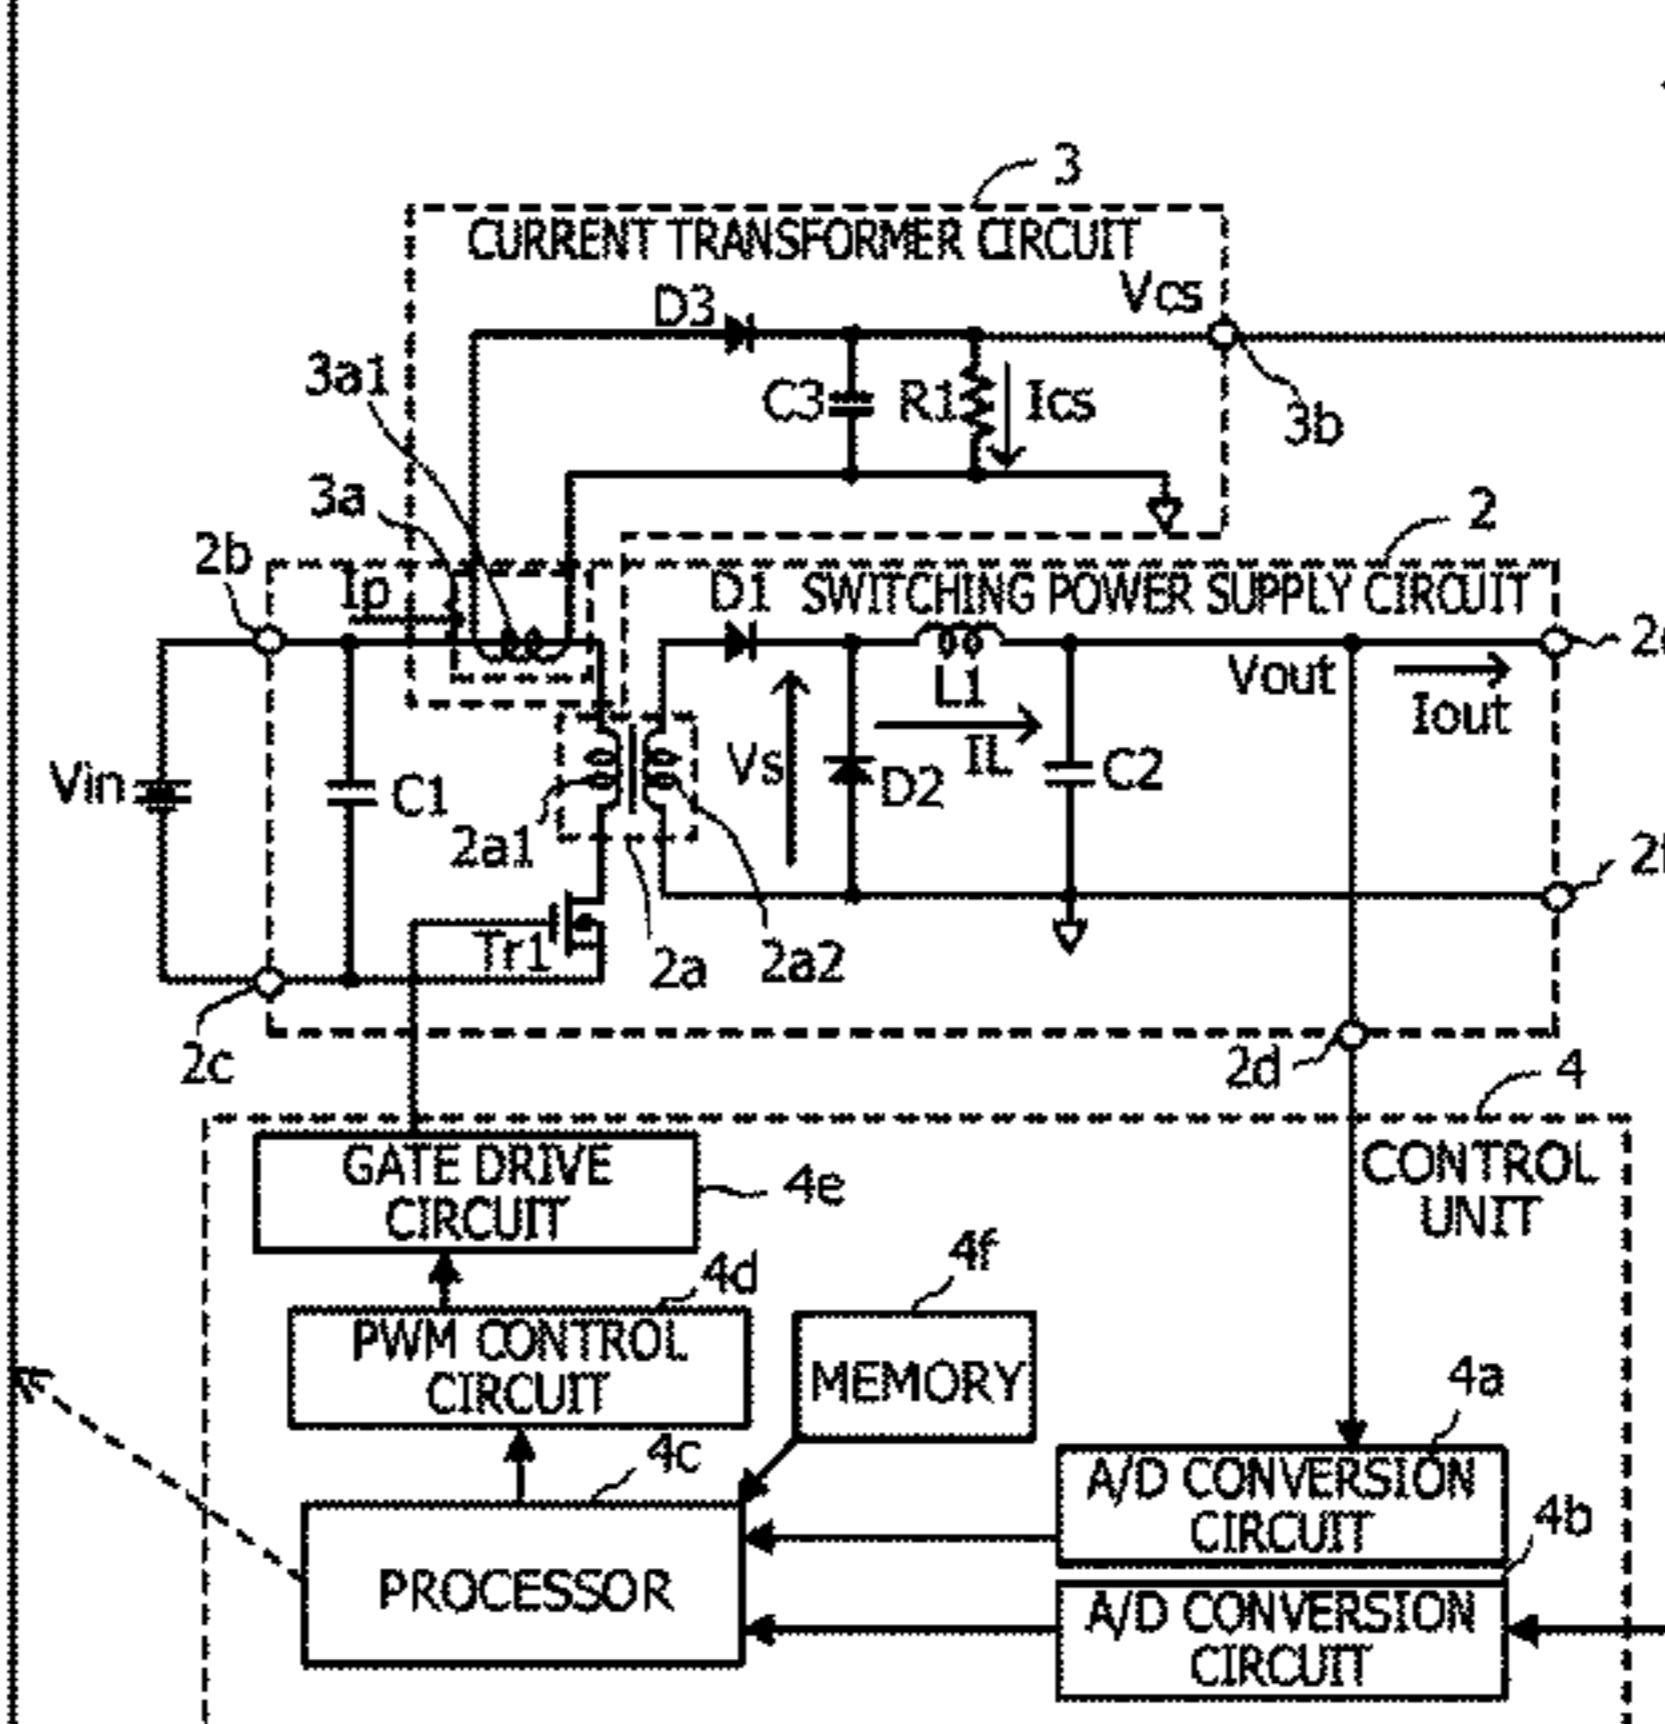 3
CURRENT TRANSFORMER CIRCUIT
Vcs
D3
3a1
C3
R1
Ics
3b
3a
2
2b
Ip
D1
SWITCHING POWER SUPPLY CIRCUIT
Vout
L1
Iout
Vin
C1
Vs
IL
D2
C2
2a1
Tr1
2a
2a2
2c
2d
4
CONTROL
UNIT
GATE DRIVE
CIRCUIT
4e
4d
4f
PWM CONTROL
CIRCUIT
MEMORY
4a
4c
A/D CONVERSION
CIRCUIT
4b
PROCESSOR
A/D CONVERSION
CIRCUIT